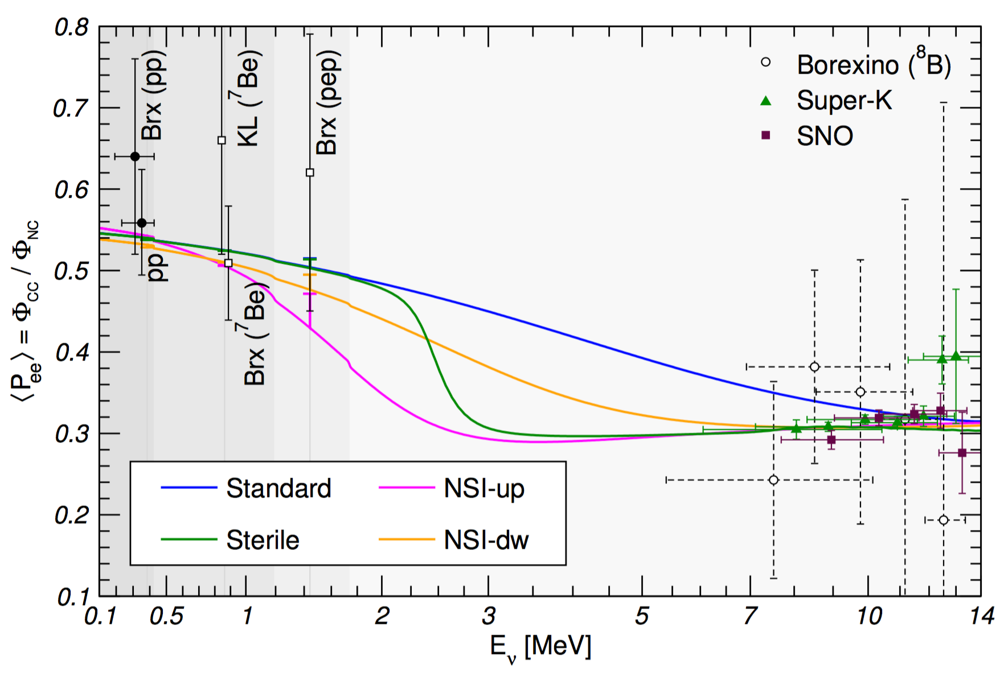 0.8
0.7
0.6
0.5
0.4
0.3
0.2
0.1
⟨P_ee⟩ = Φ_CC / Φ_NC
Brx (pp)
pp
KL (⁷Be)
Brx (⁷Be)
Brx (pep)
Borexino (⁸B)
Super-K
SNO
Standard
NSI-up
Sterile
NSI-dw
0.1 0.5 1 2 3 5 7 10 14
E_ν [MeV]